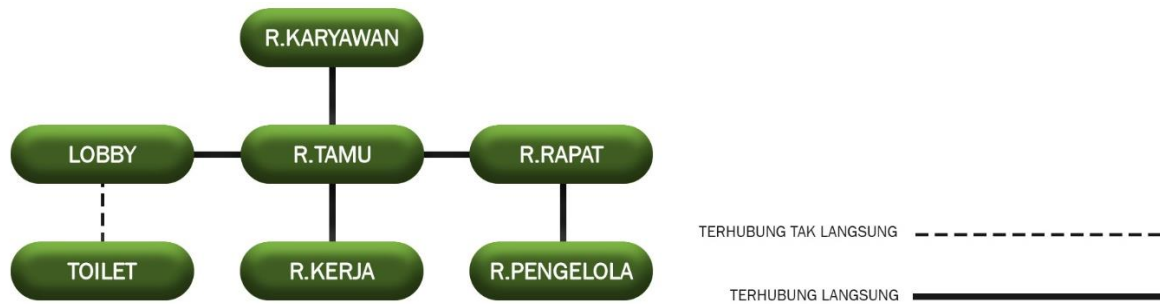 R.KARYAWAN
LOBBY
R.TAMU
R.RAPAT
TOILET
R.KERJA
R.PENGELOLA
TERHUBUNG TAK LANGSUNG
TERHUBUNG LANGSUNG